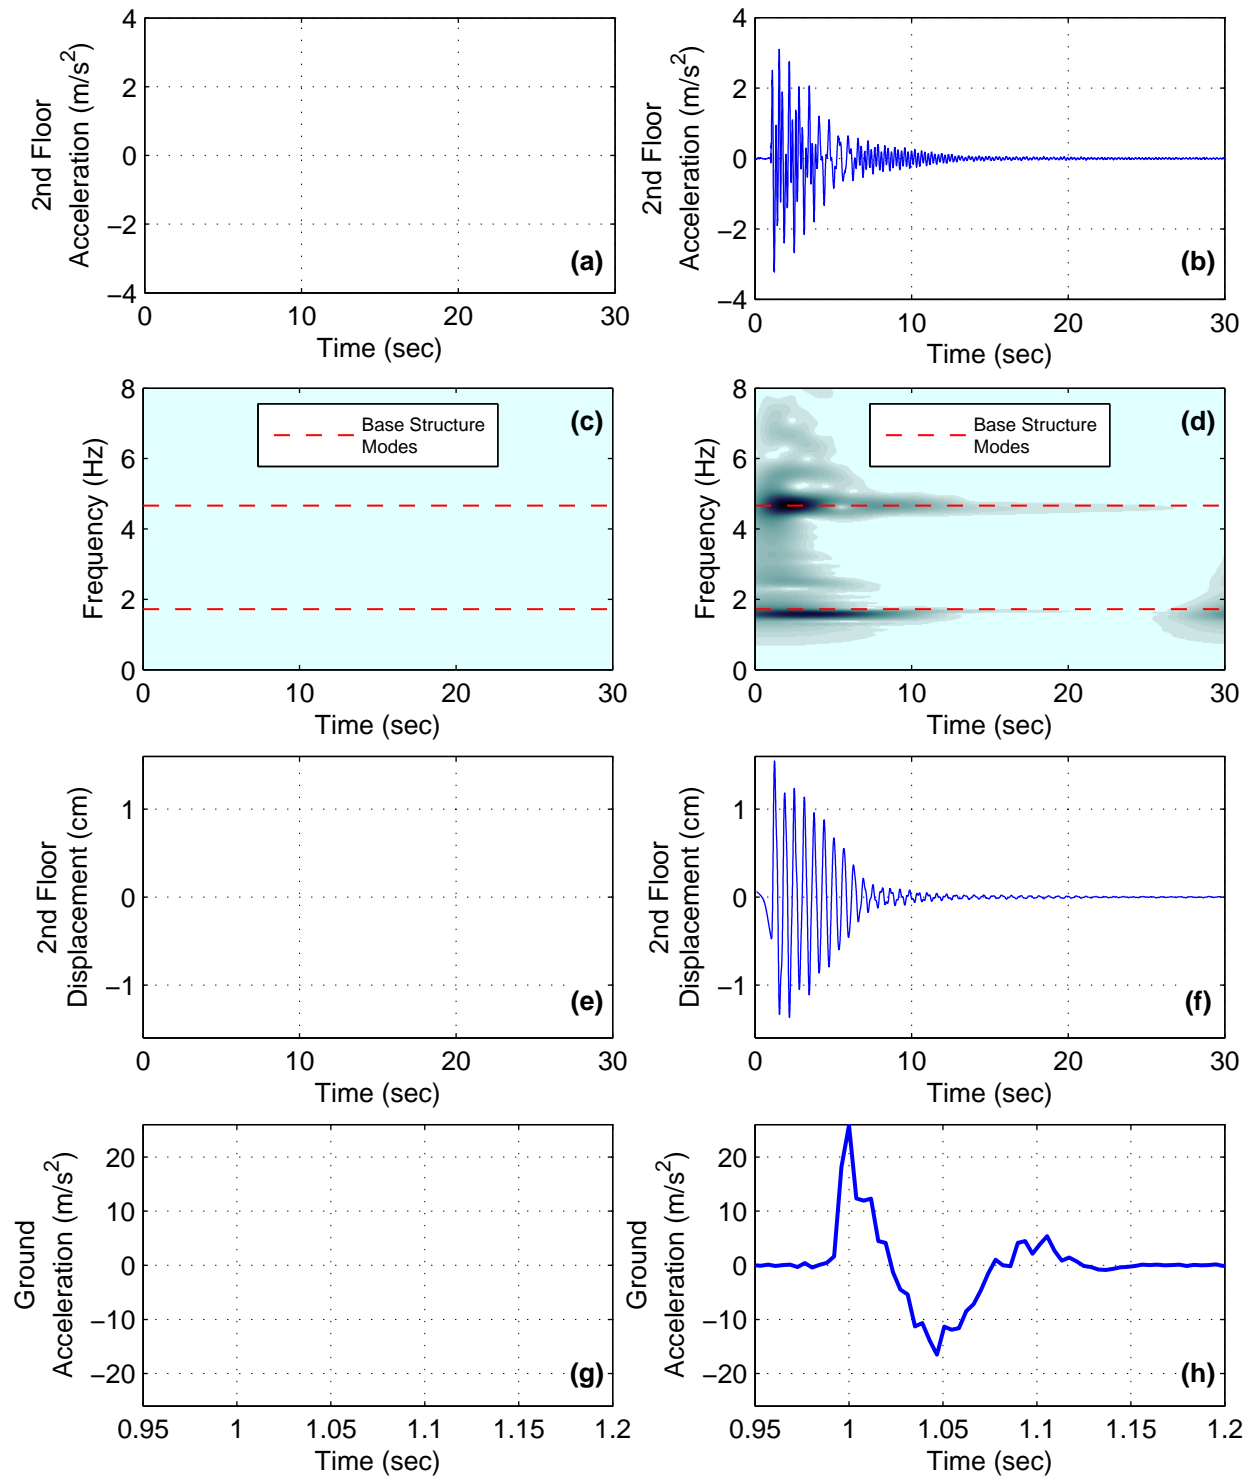 4
2
0
−2
−4
0
10
20
30
2nd Floor
Acceleration (m/s²)
Time (sec)
(a)
4
2
0
−2
−4
0
10
20
30
2nd Floor
Acceleration (m/s²)
Time (sec)
(b)
8
6
4
2
0
0
10
20
30
Frequency (Hz)
Time (sec)
Base Structure
Modes
(c)
8
6
4
2
0
0
10
20
30
Frequency (Hz)
Time (sec)
Base Structure
Modes
(d)
1
0
−1
0
10
20
30
2nd Floor
Displacement (cm)
Time (sec)
(e)
1
0
−1
0
10
20
30
2nd Floor
Displacement (cm)
Time (sec)
(f)
20
10
0
−10
−20
0.95
1
1.05
1.1
1.15
1.2
Ground
Acceleration (m/s²)
Time (sec)
(g)
20
10
0
−10
−20
0.95
1
1.05
1.1
1.15
1.2
Ground
Acceleration (m/s²)
Time (sec)
(h)